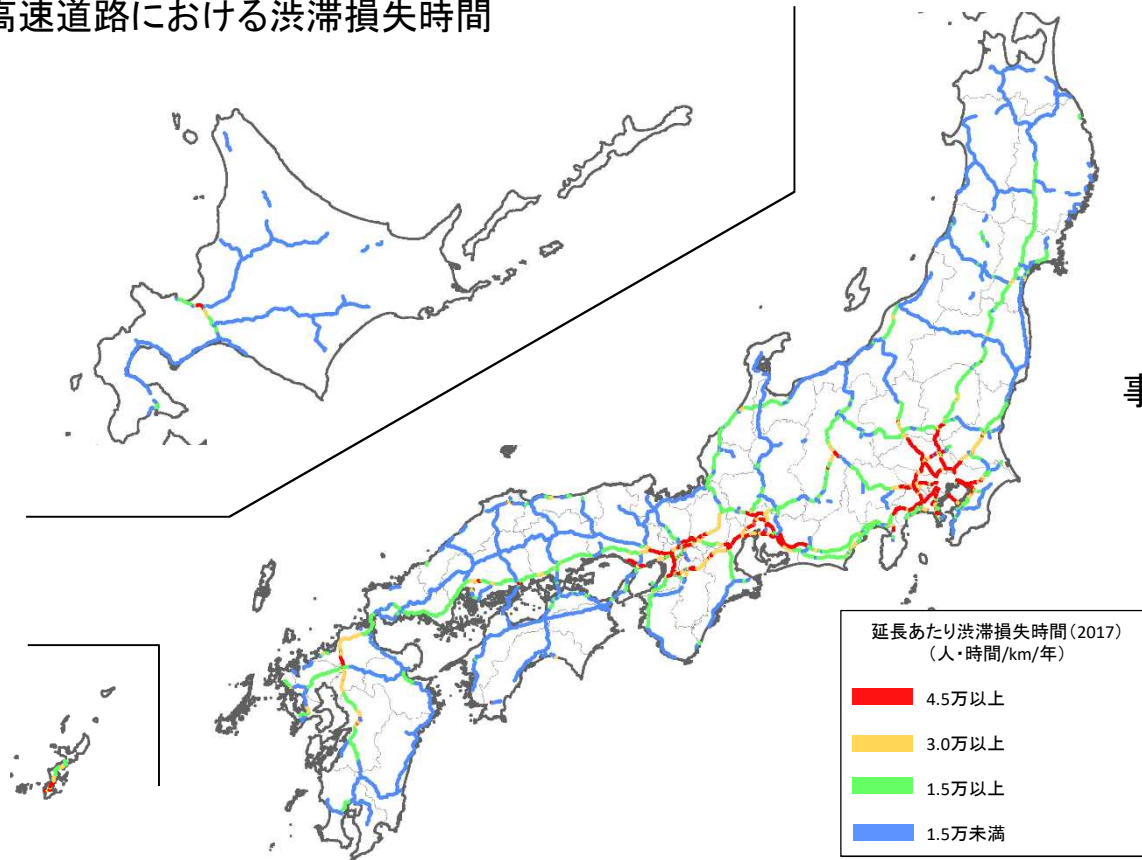 高速道路における渋滞損失時間
事
延長あたり渋滞損失時間(2017)
(人・時間/km/年)
4.5万以上
3.0万以上
1.5万以上
1.5万未満